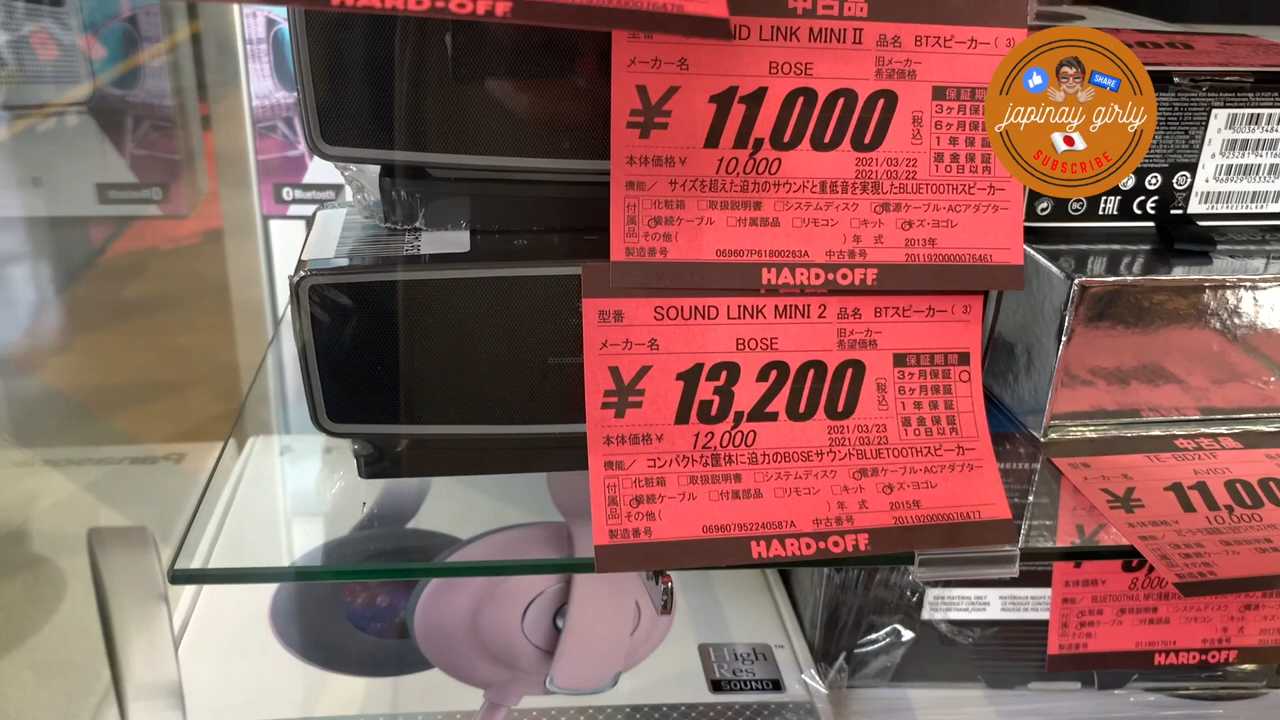 HARD•OFF
中古品
型番 SOUND LINK MINI II 品名 BTスピーカー( 3)
メーカー名 BOSE 旧メーカー希望価格
¥ 11,000 (税込)
保証期
3ヶ月保
6ヶ月保
1 年 保
返金保
10日以
本体価格¥ 10,000
2021/03/22
2021/03/22
機能/ サイズを超えた迫力のサウンドと重低音を実現したBLUETOOTHスピーカー
付属品 □化粧箱 □取扱説明書 □システムディスク □電源ケーブル・ACアダプター
□接続ケーブル □付属部品 □リモコン □キット □キズ・ヨゴレ
□その他( ) 年 式 2013年
製造番号 069607P61800263A 中古番号 2011920000076461
HARD•OFF
型番 SOUND LINK MINI 2 品名 BTスピーカー( 3)
メーカー名 BOSE 旧メーカー希望価格
¥ 13,200 (税込)
保証期間
3ヶ月保証 ○
6ヶ月保証
1 年 保 証
返金保証
10日以内
本体価格¥ 12,000
2021/03/23
2021/03/23
機能/ コンパクトな筐体に迫力のBOSEサウンドBLUETOOTHスピーカー
付属品 □化粧箱 □取扱説明書 □システムディスク □電源ケーブル・ACアダプター
□接続ケーブル □付属部品 □リモコン □キット □キズ・ヨゴレ
□その他( ) 年 式 2015年
製造番号 069607952240587A 中古番号 2011920000076477
HARD•OFF
SHARE
japinay girly
SUBSCRIBE
EAC CE
Bluetooth
High Res SOUND
中古品
TE-BD21F
メーカー名 AVIOT
¥ 11,00
10,000
本体価格¥ 8,000
HARD•OFF